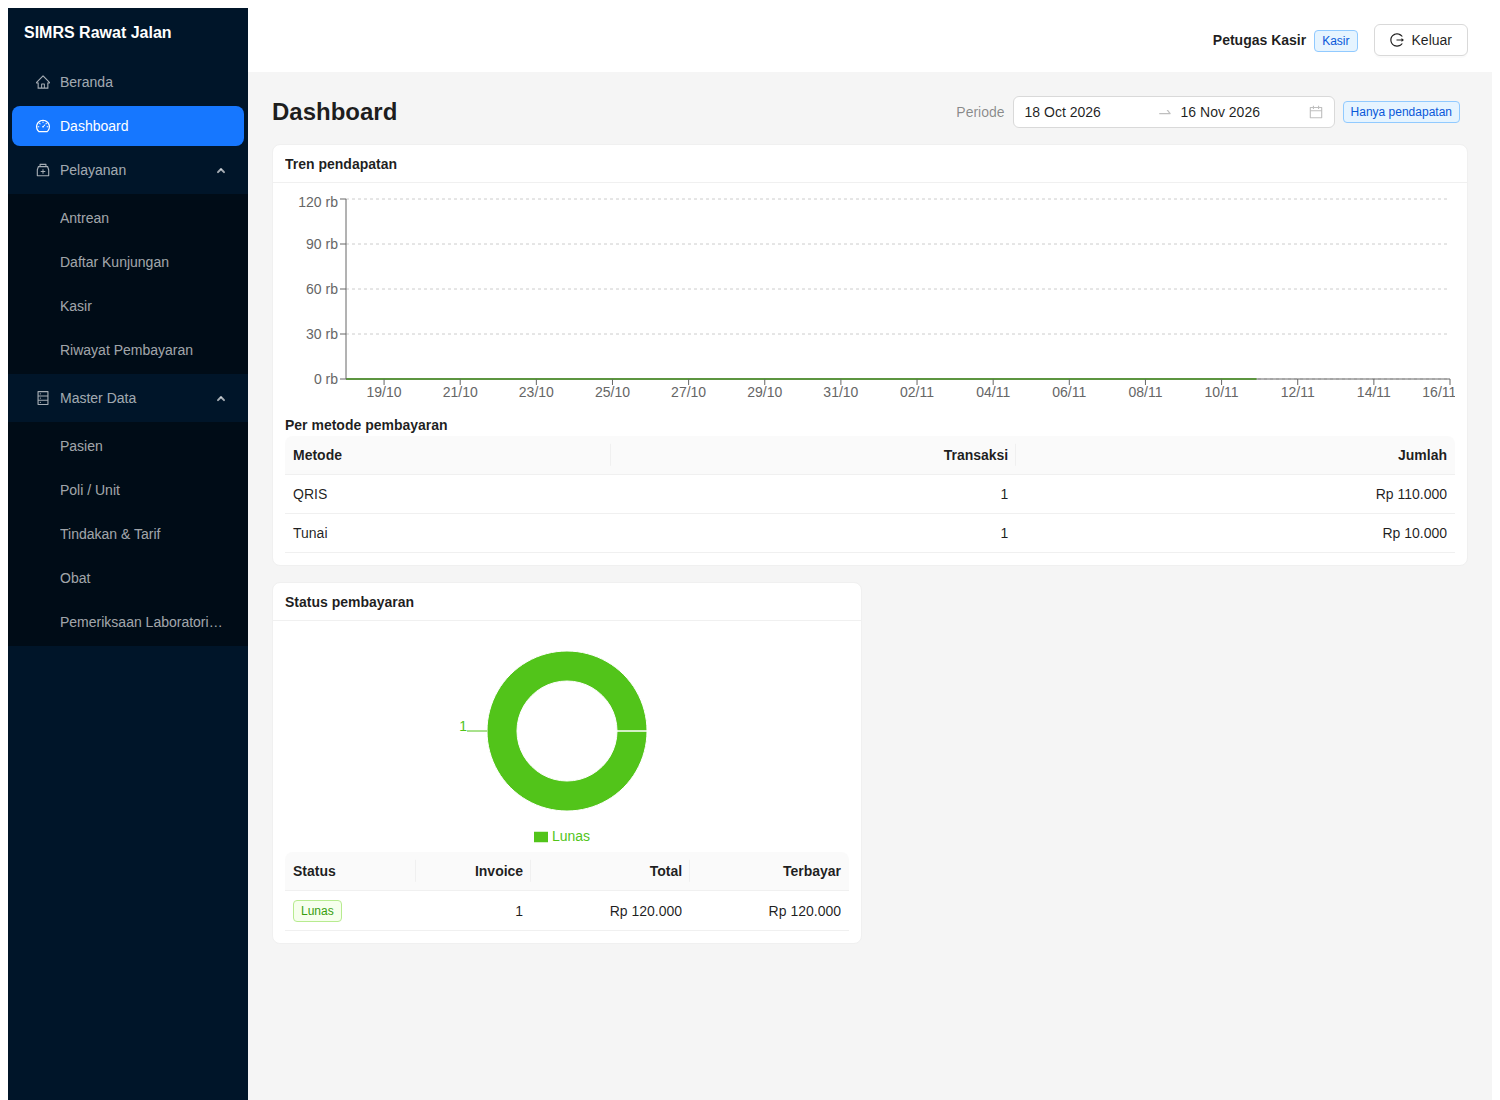 SIMRS Rawat Jalan
Beranda
Dashboard
Pelayanan
Antrean
Daftar Kunjungan
Kasir
Riwayat Pembayaran
Master Data
Pasien
Poli / Unit
Tindakan & Tarif
Obat
Pemeriksaan Laboratori…
Petugas Kasir Kasir Keluar
Dashboard
Periode 18 Oct 2026 16 Nov 2026 Hanya pendapatan
Tren pendapatan
120 rb
90 rb
60 rb
30 rb
0 rb
19/10 21/10 23/10 25/10 27/10 29/10 31/10 02/11 04/11 06/11 08/11 10/11 12/11 14/11 16/11
Per metode pembayaran
Metode Transaksi Jumlah
QRIS 1 Rp 110.000
Tunai 1 Rp 10.000
Status pembayaran
1
Lunas
Status Invoice Total Terbayar
Lunas 1 Rp 120.000 Rp 120.000